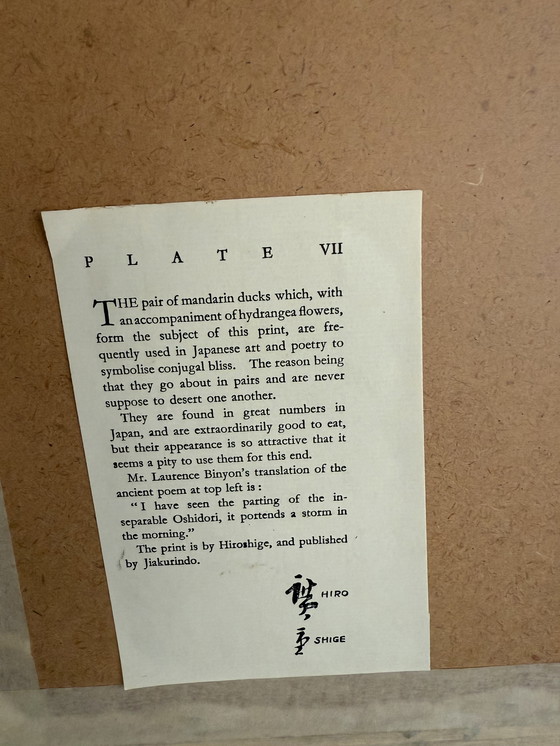 PLATE VII
THE pair of mandarin ducks which, with
an accompaniment of hydrangea flowers,
form the subject of this print, are fre-
quently used in Japanese art and poetry to
symbolise conjugal bliss. The reason being
that they go about in pairs and are never
suppose to desert one another.
They are found in great numbers in
Japan, and are extraordinarily good to eat,
but their appearance is so attractive that it
seems a pity to use them for this end.
Mr. Laurence Binyon's translation of the
ancient poem at top left is :
“ I have seen the parting of the in-
separable Oshidori, it portends a storm in
the morning.”
The print is by Hiroshige, and published
by Jiakurindo.
廣 HIRO
重 SHIGE